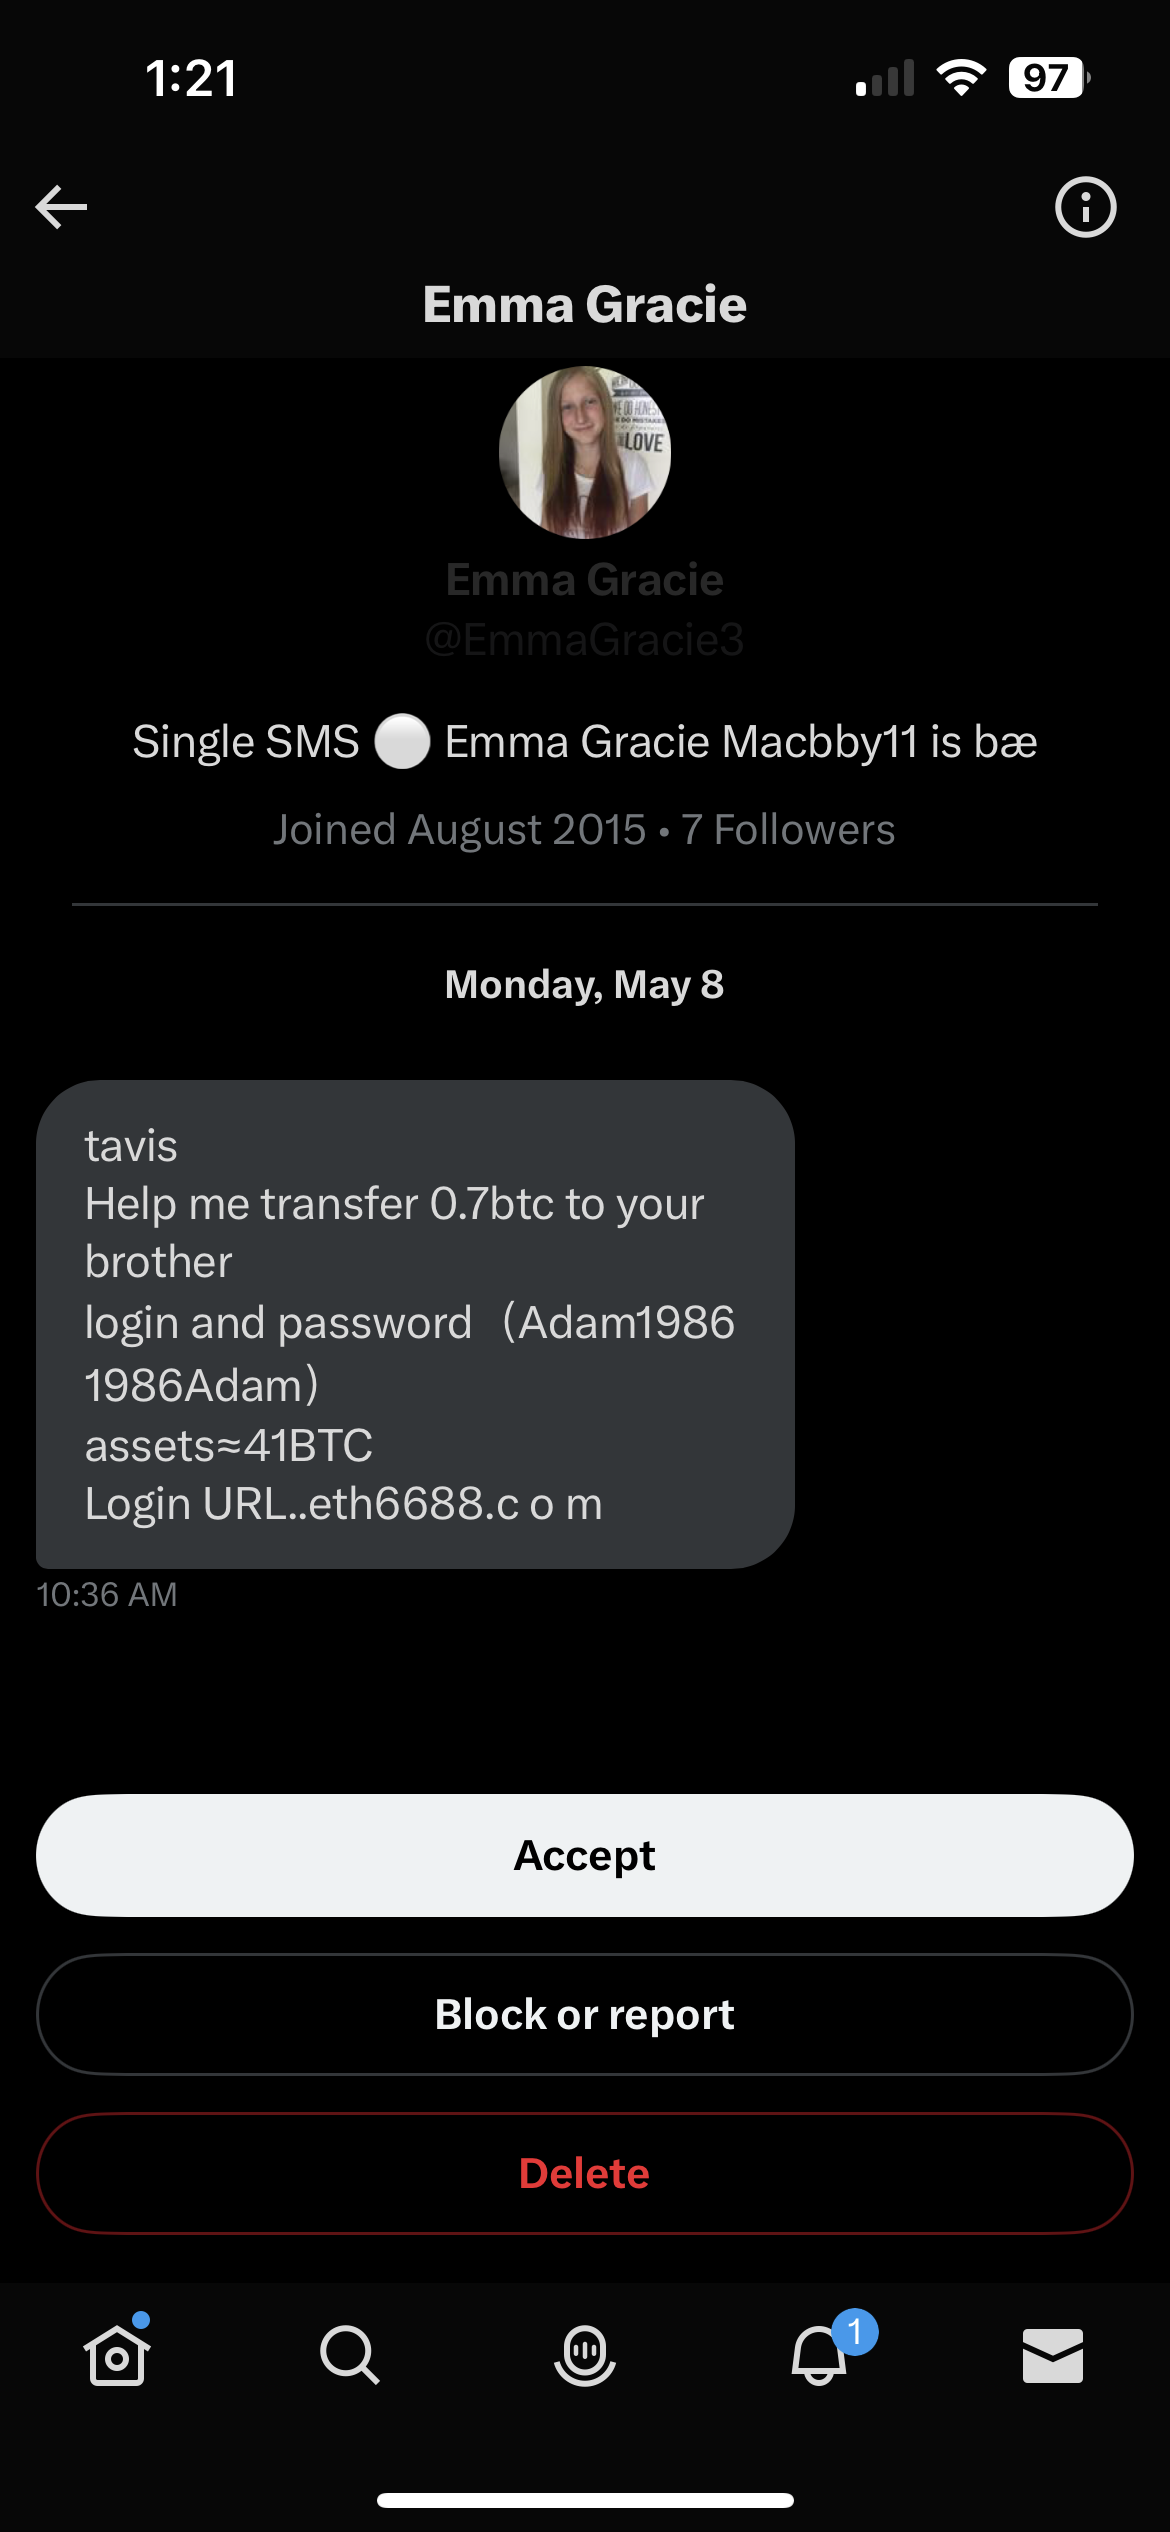 1:21
97
Emma Gracie
LOVE
Emma Gracie
@EmmaGracie3
Single SMS ⚪ Emma Gracie Macbby11 is bæ
Joined August 2015 • 7 Followers
Monday, May 8
tavis
Help me transfer 0.7btc to your
brother
login and password （Adam1986
1986Adam）
assets≈41BTC
Login URL..eth6688.c o m
10:36 AM
Accept
Block or report
Delete
1